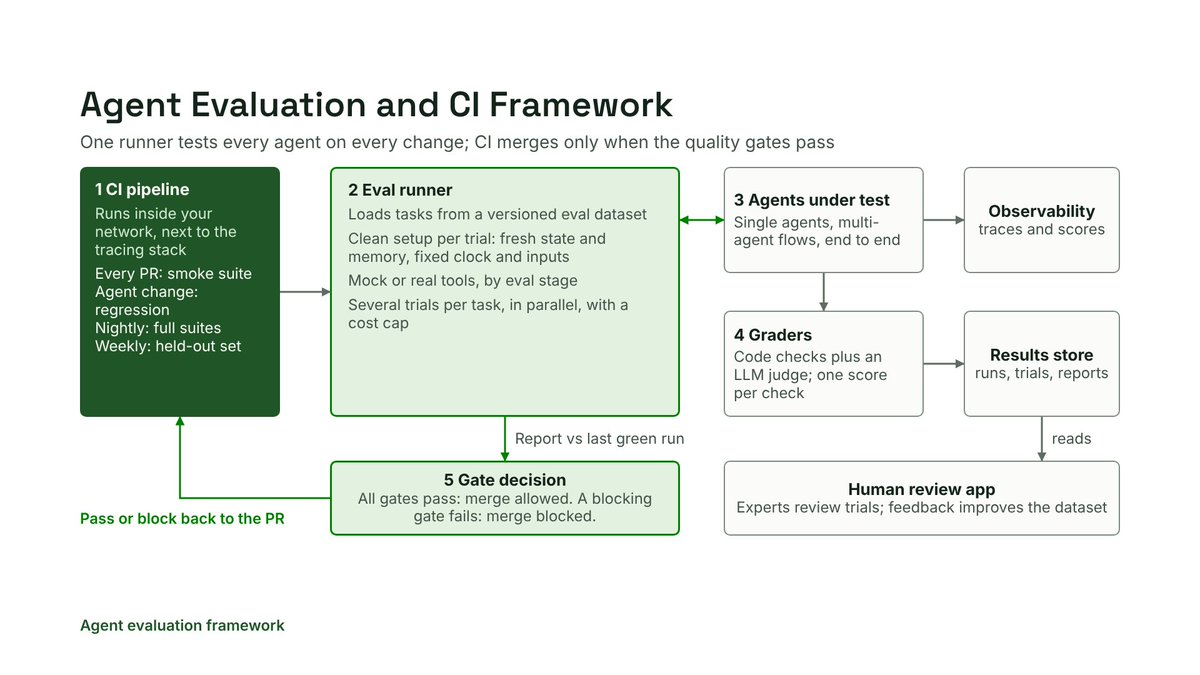 Agent Evaluation and CI Framework
One runner tests every agent on every change; CI merges only when the quality gates pass
1 CI pipeline
Runs inside your
network, next to the
tracing stack
Every PR: smoke suite
Agent change:
regression
Nightly: full suites
Weekly: held-out set
2 Eval runner
Loads tasks from a versioned eval dataset
Clean setup per trial: fresh state and
memory, fixed clock and inputs
Mock or real tools, by eval stage
Several trials per task, in parallel, with a
cost cap
3 Agents under test
Single agents, multi-
agent flows, end to end
Observability
traces and scores
4 Graders
Code checks plus an
LLM judge; one score
per check
Results store
runs, trials, reports
Report vs last green run
reads
5 Gate decision
All gates pass: merge allowed. A blocking
gate fails: merge blocked.
Human review app
Experts review trials; feedback improves the dataset
Pass or block back to the PR
Agent evaluation framework